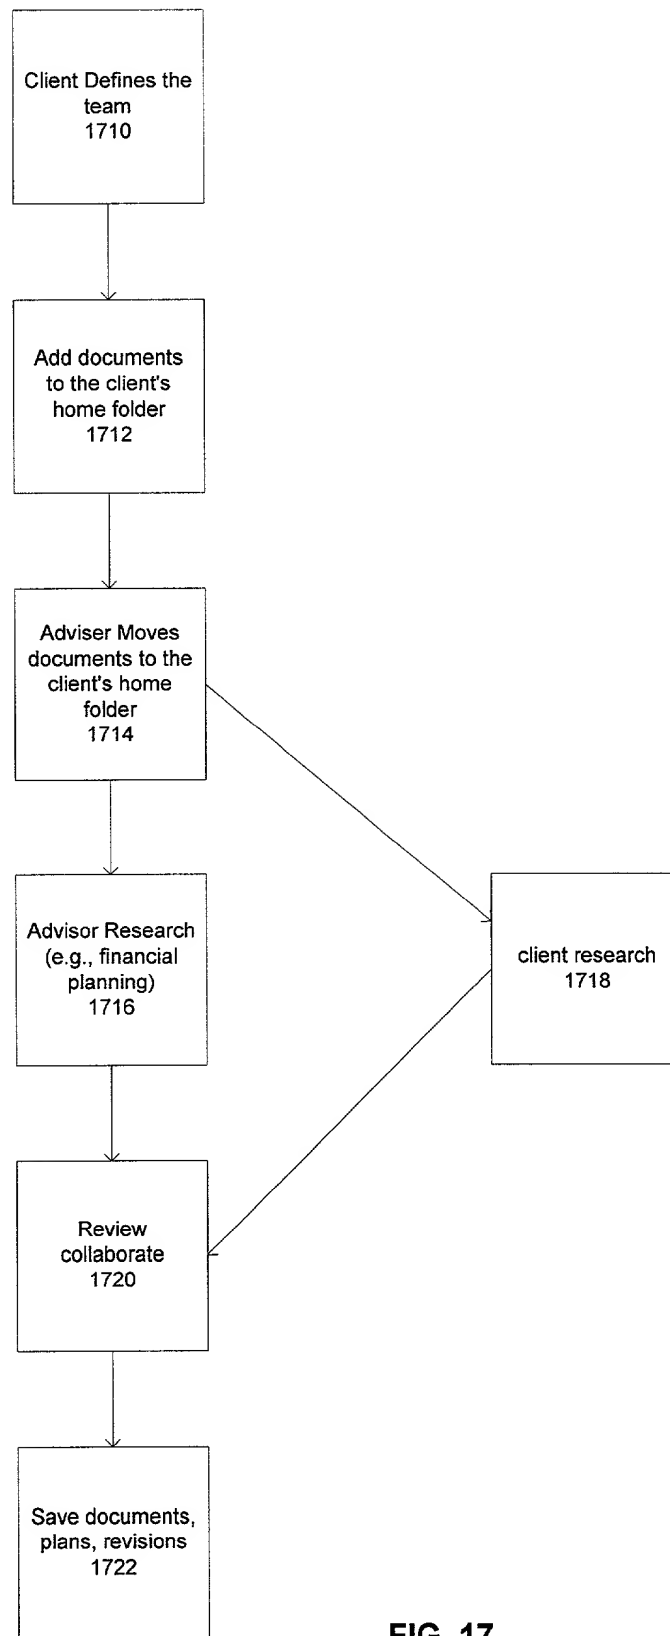 Client Defines the
team
1710
Add documents
to the client's
home folder
1712
Adviser Moves
documents to the
client's home
folder
1714
Advisor Research
(e.g., financial
planning)
1716
client research
1718
Review
collaborate
1720
Save documents,
plans, revisions
1722
FIG. 17